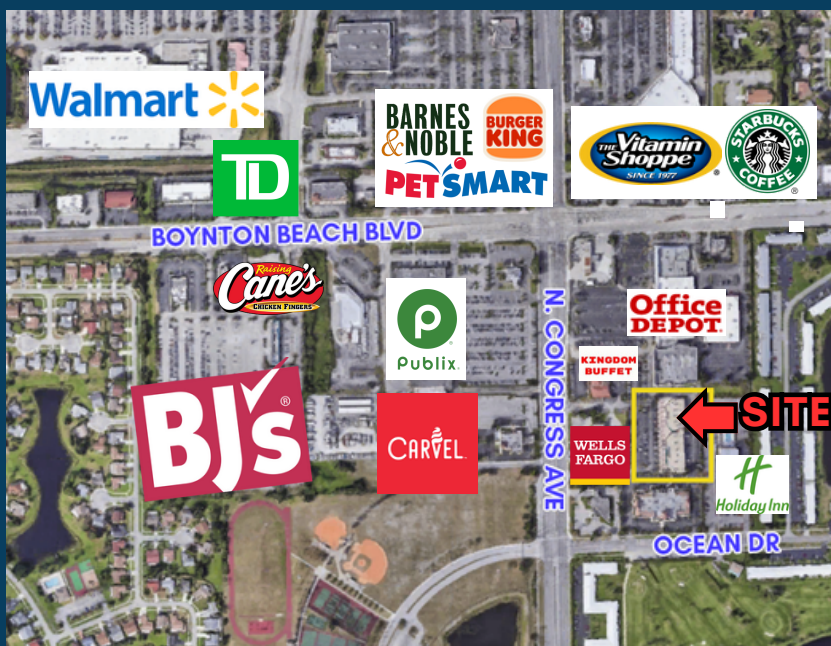 Walmart
TD
BARNES
&NOBLE
BURGER
KING
PETSMART
THE Vitamin
Shoppe
SINCE 1977
®
STARBUCKS
COFFEE
®
BOYNTON BEACH BLVD
Raising
Cane's
CHICKEN FINGERS
P
Publix.
N. CONGRESS AVE
Office
DEPOT.
KINGDOM
BUFFET
BJ's
®
CARVEL
WELLS
FARGO
SITE
H
Holiday Inn
OCEAN DR